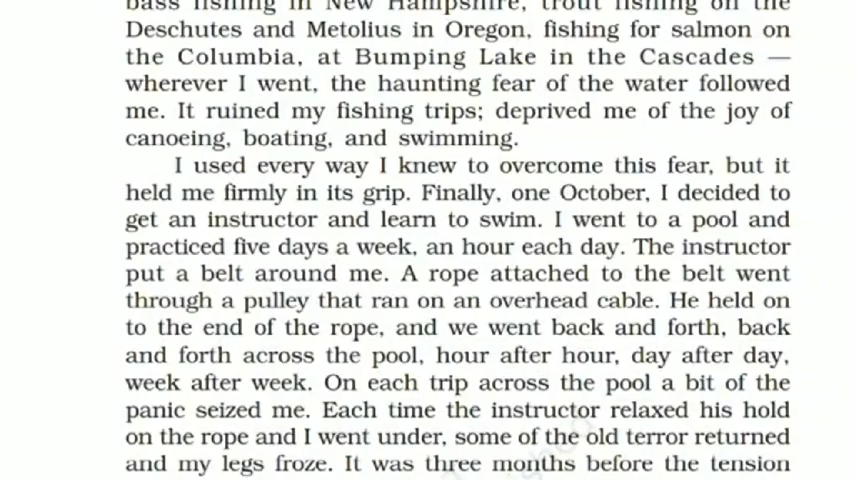 bass fishing in New Hampshire, trout fishing on the
Deschutes and Metolius in Oregon, fishing for salmon on
the Columbia, at Bumping Lake in the Cascades —
wherever I went, the haunting fear of the water followed
me. It ruined my fishing trips; deprived me of the joy of
canoeing, boating, and swimming.
I used every way I knew to overcome this fear, but it
held me firmly in its grip. Finally, one October, I decided to
get an instructor and learn to swim. I went to a pool and
practiced five days a week, an hour each day. The instructor
put a belt around me. A rope attached to the belt went
through a pulley that ran on an overhead cable. He held on
to the end of the rope, and we went back and forth, back
and forth across the pool, hour after hour, day after day,
week after week. On each trip across the pool a bit of the
panic seized me. Each time the instructor relaxed his hold
on the rope and I went under, some of the old terror returned
and my legs froze. It was three months before the tension